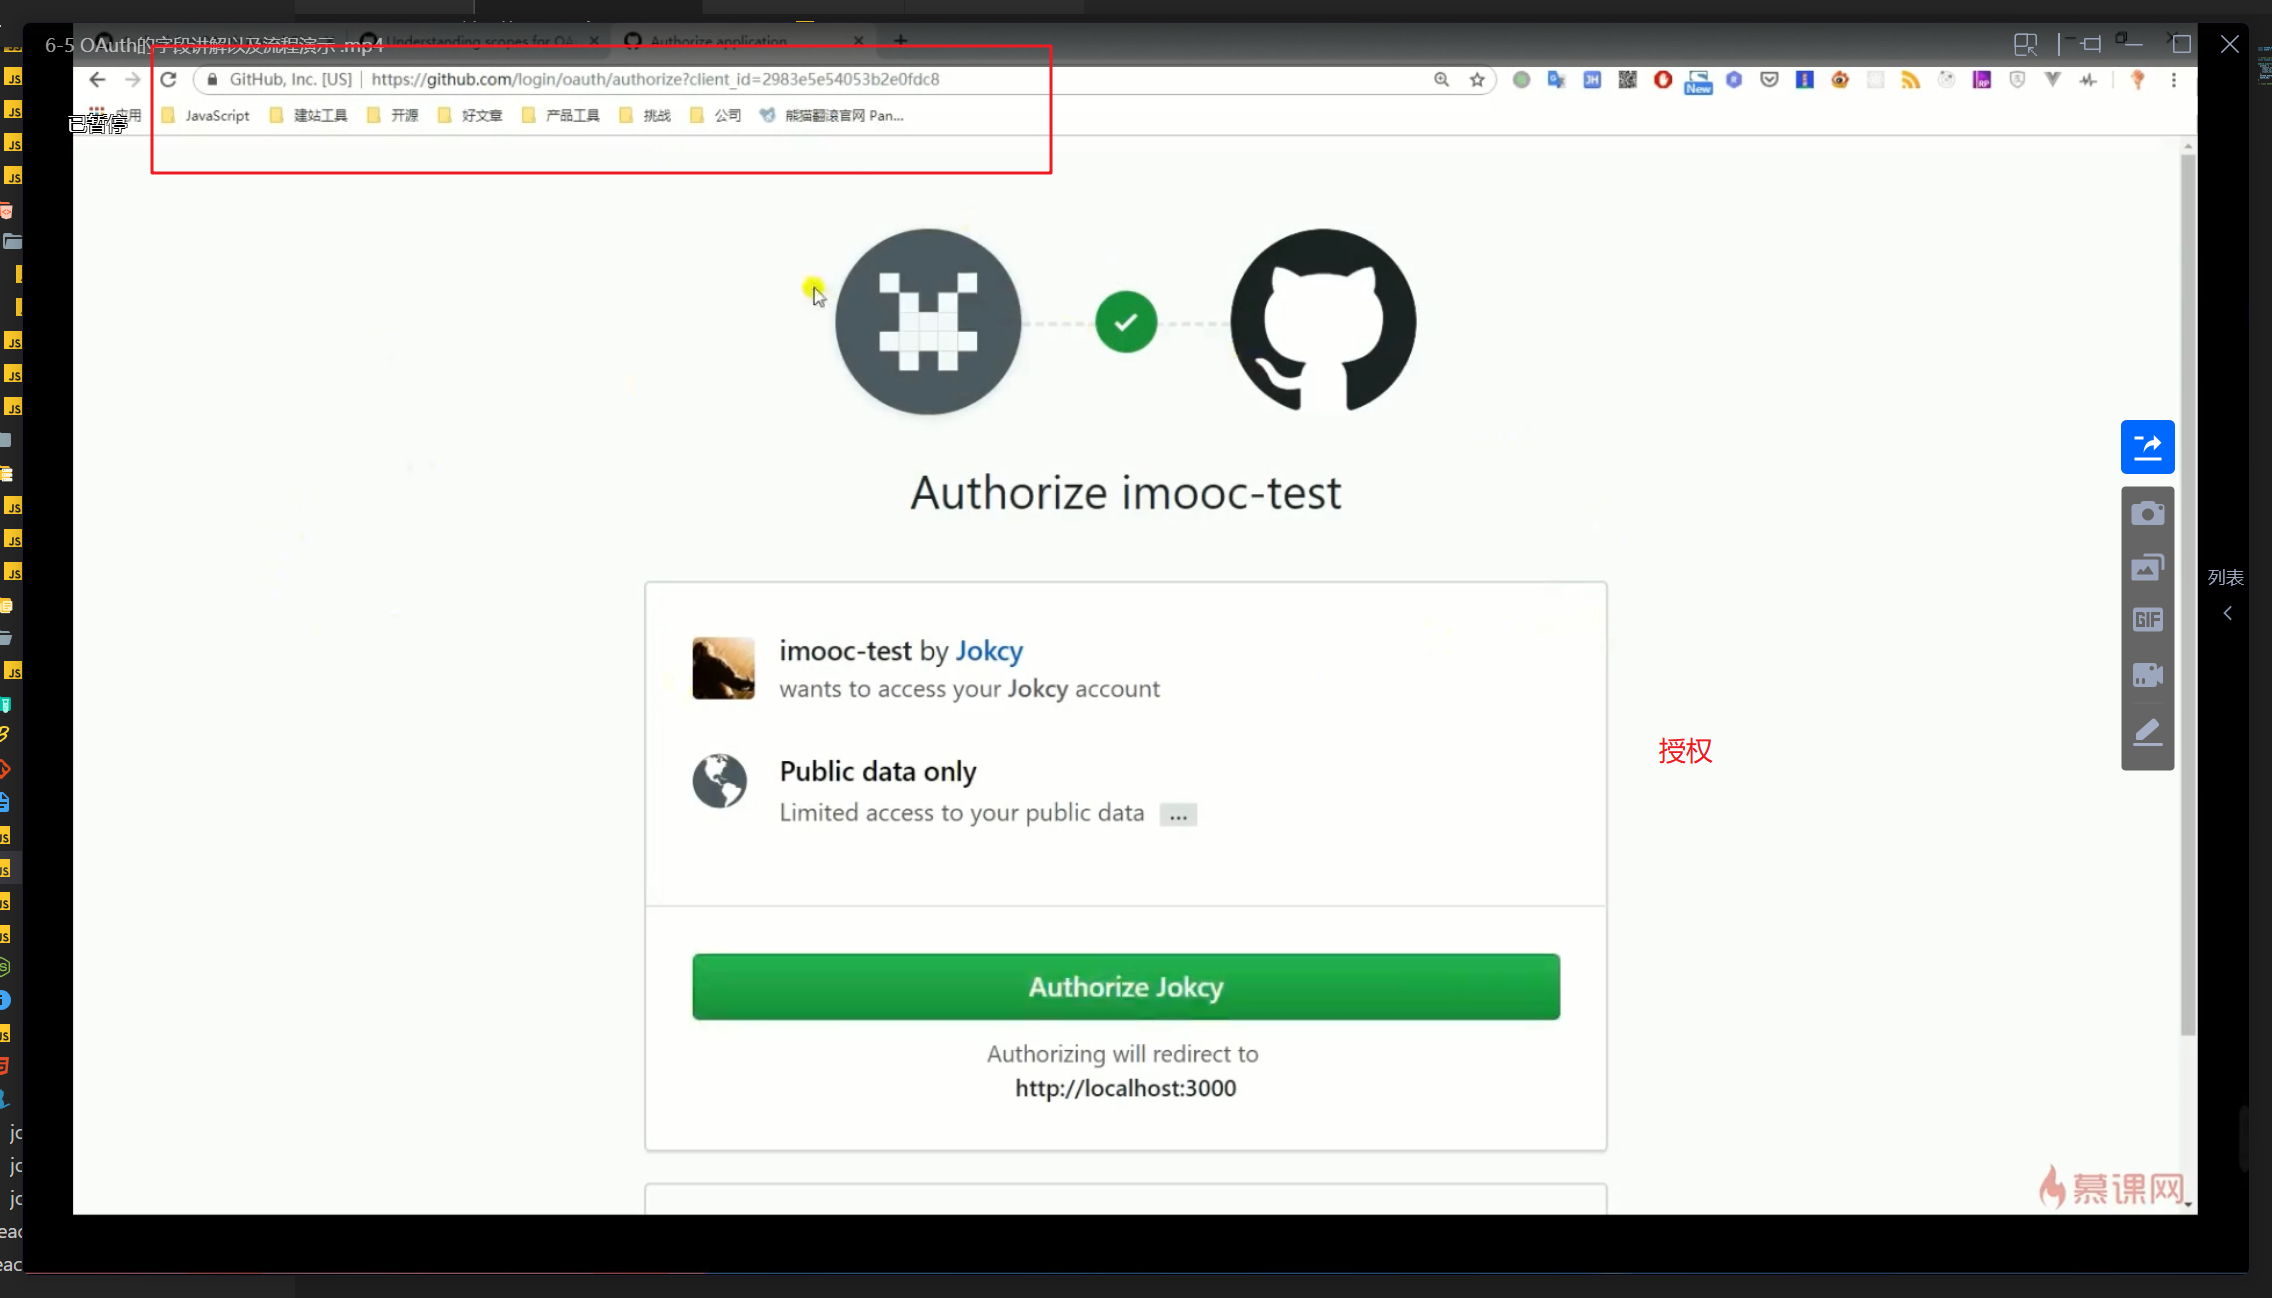 6-5 OAuth的字段讲解以及流程演示 .mp4
Understanding scopes for OA
Authorize application
GitHub, Inc. [US] | https://github.com/login/oauth/authorize?client_id=2983e5e54053b2e0fdc8
New
应用 JavaScript 建站工具 开源 好文章 产品工具 挑战 公司 熊猫翻滚官网 Pan...
已暂停
Authorize imooc-test
imooc-test by Jokcy
wants to access your Jokcy account
Public data only
Limited access to your public data ...
授权
Authorize Jokcy
Authorizing will redirect to
http://localhost:3000
GIF
列表
慕课网